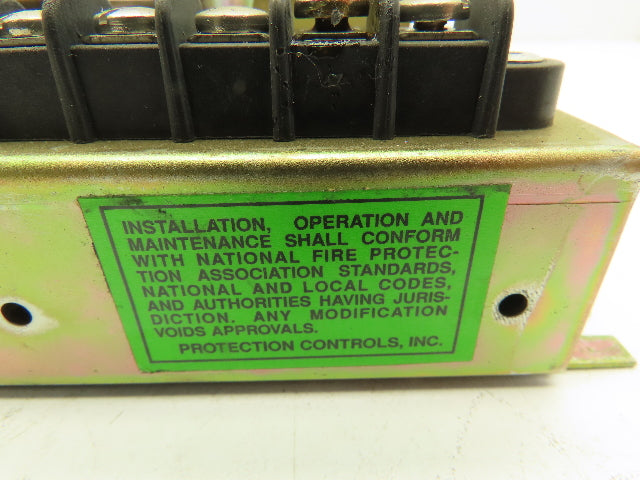 INSTALLATION, OPERATION AND
MAINTENANCE SHALL CONFORM
WITH NATIONAL FIRE PROTEC-
TION ASSOCIATION STANDARDS,
NATIONAL AND LOCAL CODES,
AND AUTHORITIES HAVING JURIS-
DICTION. ANY MODIFICATION
VOIDS APPROVALS.
PROTECTION CONTROLS, INC.